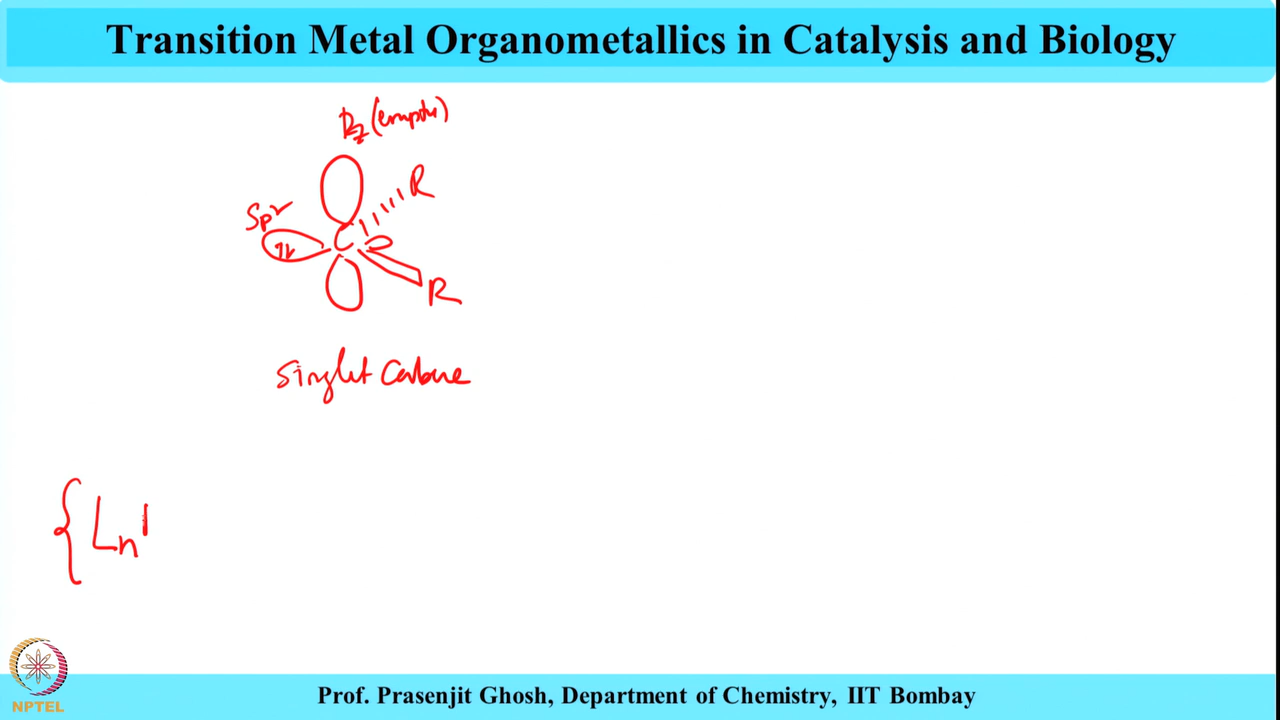 Transition Metal Organometallics in Catalysis and Biology
Pz (empty)
R
Sp2
1L
C
R
Singlet Carbene
{ Ln
Prof. Prasenjit Ghosh, Department of Chemistry, IIT Bombay
NPTEL